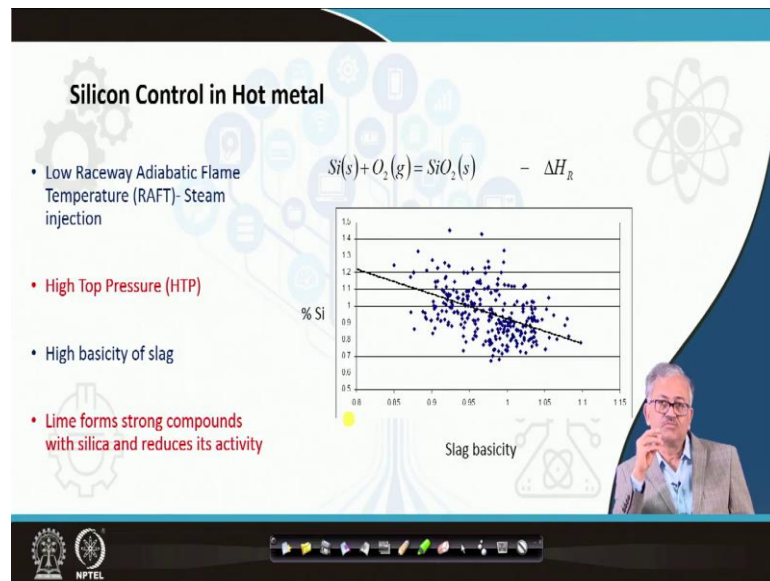 Silicon Control in Hot metal
• Low Raceway Adiabatic Flame
Temperature (RAFT)- Steam
injection
• High Top Pressure (HTP)
• High basicity of slag
• Lime forms strong compounds
with silica and reduces its activity
Si(s)+O₂(g)=SiO₂(s) − ΔH_R
1.5
1.4
1.3
1.2
1.1
1
0.9
0.8
0.7
0.6
0.5
% Si
0.8 0.85 0.9 0.95 1 1.05 1.1 1.15
Slag basicity
NPTEL